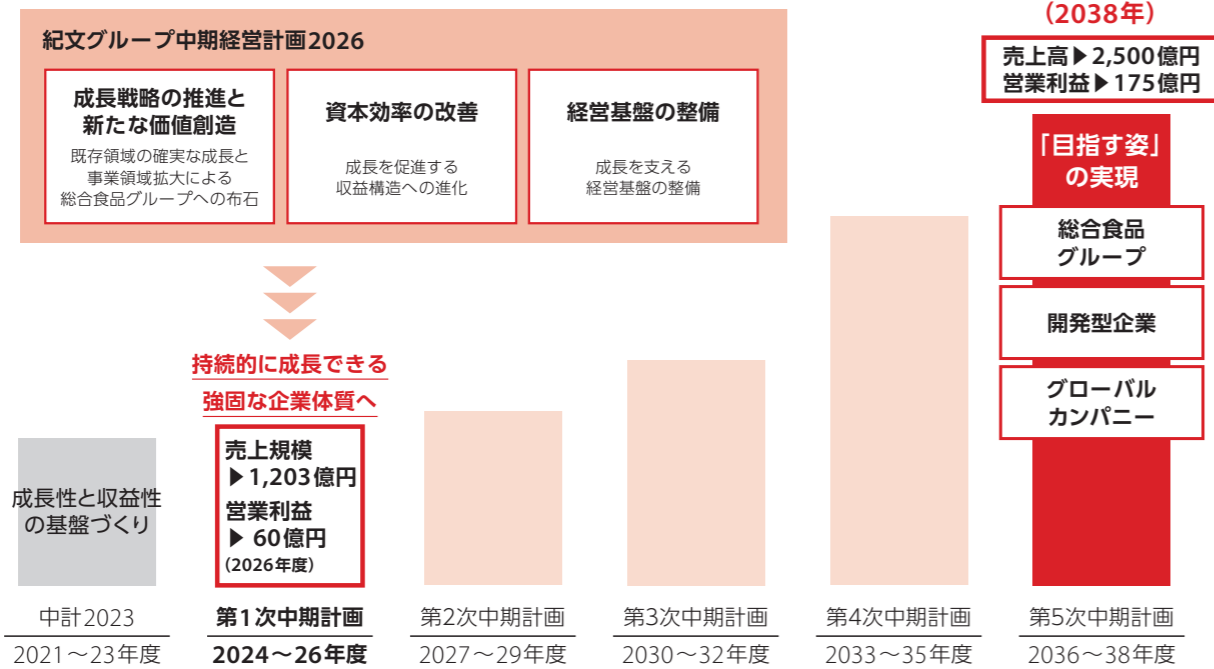 紀文グループ中期経営計画2026
成長戦略の推進と
新たな価値創造
既存領域の確実な成長と
事業領域拡大による
総合食品グループへの布石
資本効率の改善
成長を促進する
収益構造への進化
経営基盤の整備
成長を支える
経営基盤の整備
持続的に成長できる
強固な企業体質へ
(2038年)
売上高▶2,500億円
営業利益▶175億円
「目指す姿」
の実現
総合食品
グループ
開発型企業
グローバル
カンパニー
成長性と収益性
の基盤づくり
中計2023
2021〜23年度
売上規模
▶1,203億円
営業利益
▶ 60億円
(2026年度)
第1次中期計画
2024〜26年度
第2次中期計画
2027〜29年度
第3次中期計画
2030〜32年度
第4次中期計画
2033〜35年度
第5次中期計画
2036〜38年度